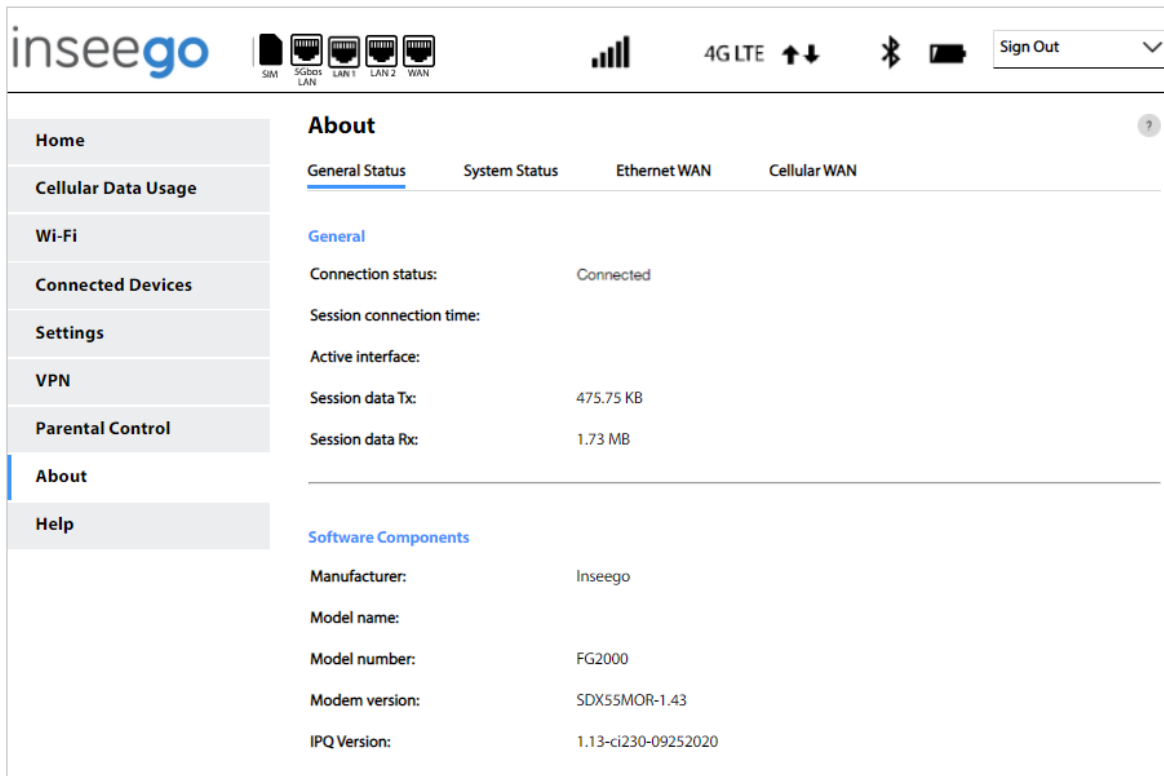 inseego
SIM
5Gbps LAN
LAN 1
LAN 2
WAN
4G LTE
Sign Out
Home
Cellular Data Usage
Wi-Fi
Connected Devices
Settings
VPN
Parental Control
About
Help
About
?
General Status System Status Ethernet WAN Cellular WAN
General
Connection status: Connected
Session connection time:
Active interface:
Session data Tx: 475.75 KB
Session data Rx: 1.73 MB
Software Components
Manufacturer: Inseego
Model name:
Model number: FG2000
Modem version: SDX55MOR-1.43
IPQ Version: 1.13-ci230-09252020